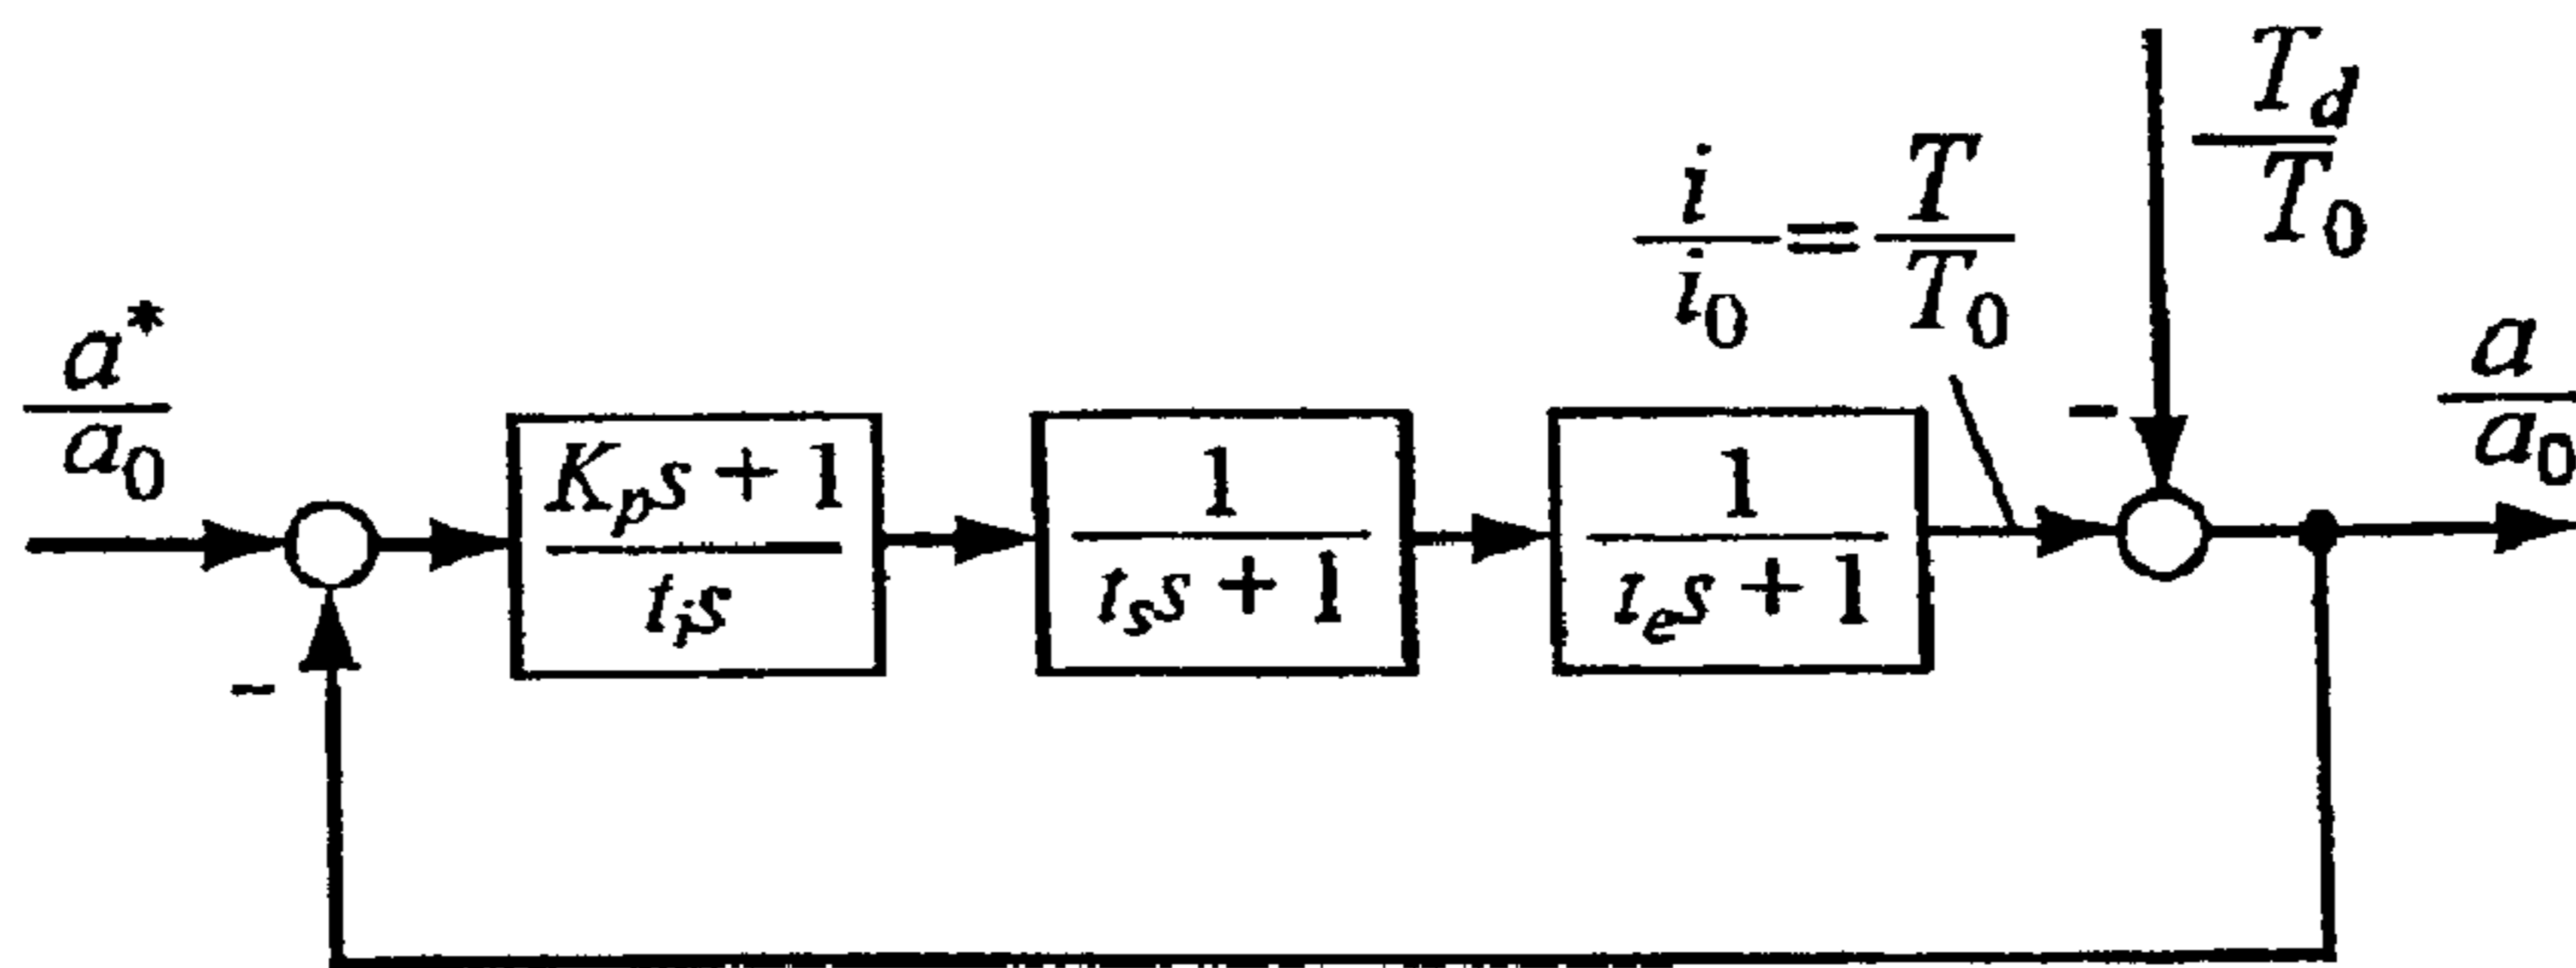 T_d/T_0
i/i_0 = T/T_0
a^*/a_0
a/a_0
K_p s + 1
t_i s
1
t_s s + 1
1
t_e s + 1
-
-